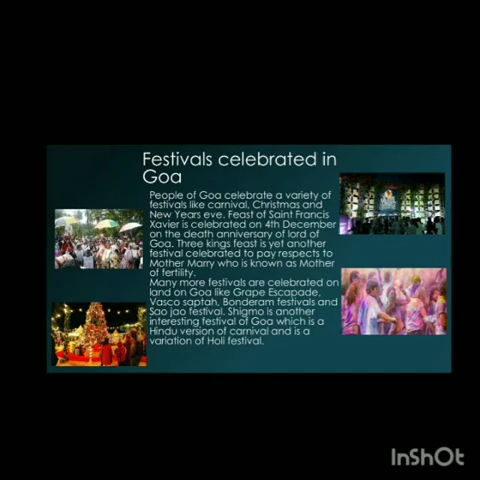 Festivals celebrated in
Goa
People of Goa celebrate a variety of
festivals like carnival, Christmas and
New Years eve. Feast of Saint Francis
Xavier is celebrated on 4th December
on the death anniversary of lord of
Goa. Three kings feast is yet another
festival celebrated to pay respects to
Mother Marry who is known as Mother
of fertility.
Many more festivals are celebrated on
land on Goa like Grape Escapade,
Vasco saptah, Bonderam festivals and
Sao jao festival. Shigmo is another
interesting festival of Goa which is a
Hindu version of carnival and is a
variation of Holi festival.
InShOt